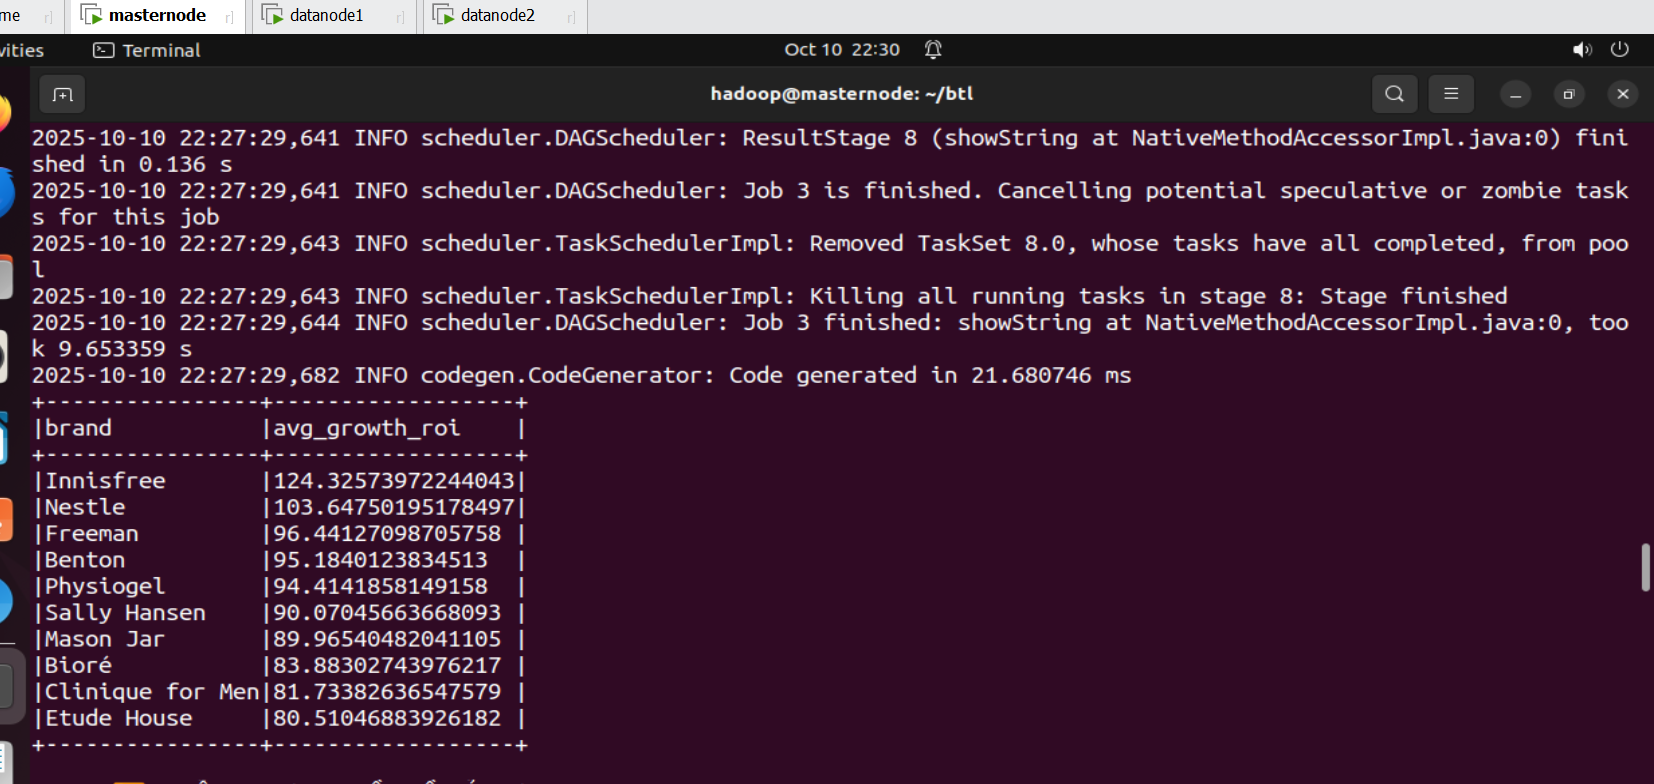 me
masternode
datanode1
datanode2
vities
Terminal
Oct 10 22:30
hadoop@masternode: ~/btl
2025-10-10 22:27:29,641 INFO scheduler.DAGScheduler: ResultStage 8 (showString at NativeMethodAccessorImpl.java:0) fini
shed in 0.136 s
2025-10-10 22:27:29,641 INFO scheduler.DAGScheduler: Job 3 is finished. Cancelling potential speculative or zombie task
s for this job
2025-10-10 22:27:29,643 INFO scheduler.TaskSchedulerImpl: Removed TaskSet 8.0, whose tasks have all completed, from poo
l
2025-10-10 22:27:29,643 INFO scheduler.TaskSchedulerImpl: Killing all running tasks in stage 8: Stage finished
2025-10-10 22:27:29,644 INFO scheduler.DAGScheduler: Job 3 finished: showString at NativeMethodAccessorImpl.java:0, too
k 9.653359 s
2025-10-10 22:27:29,682 INFO codegen.CodeGenerator: Code generated in 21.680746 ms
+----------------+------------------+
|brand           |avg_growth_roi    |
+----------------+------------------+
|Innisfree       |124.32573972244043|
|Nestle          |103.64750195178497|
|Freeman         |96.44127098705758 |
|Benton          |95.1840123834513  |
|Physiogel       |94.4141858149158  |
|Sally Hansen    |90.07045663668093 |
|Mason Jar       |89.96540482041105 |
|Bioré           |83.88302743976217 |
|Clinique for Men|81.73382636547579 |
|Etude House     |80.51046883926182 |
+----------------+------------------+